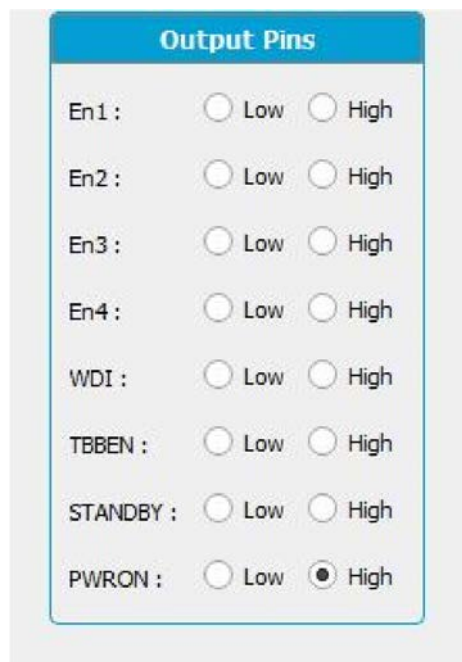 Output Pins
En1 : Low High
En2 : Low High
En3 : Low High
En4 : Low High
WDI : Low High
TBBEN : Low High
STANDBY : Low High
PWRON : Low High